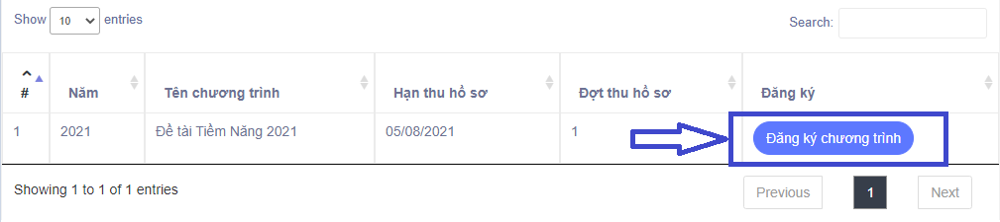 Show 10 entries Search:
# Năm Tên chương trình Hạn thu hồ sơ Đợt thu hồ sơ Đăng ký
1 2021 Đề tài Tiềm Năng 2021 05/08/2021 1 Đăng ký chương trình
Showing 1 to 1 of 1 entries Previous 1 Next